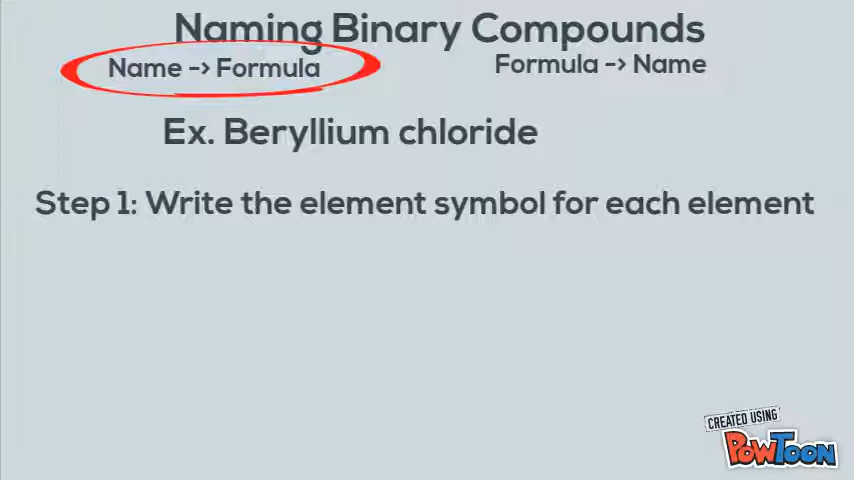 Naming Binary Compounds
Name -> Formula
Formula -> Name
Ex. Beryllium chloride
Step 1: Write the element symbol for each element
CREATED USING
POWTOON